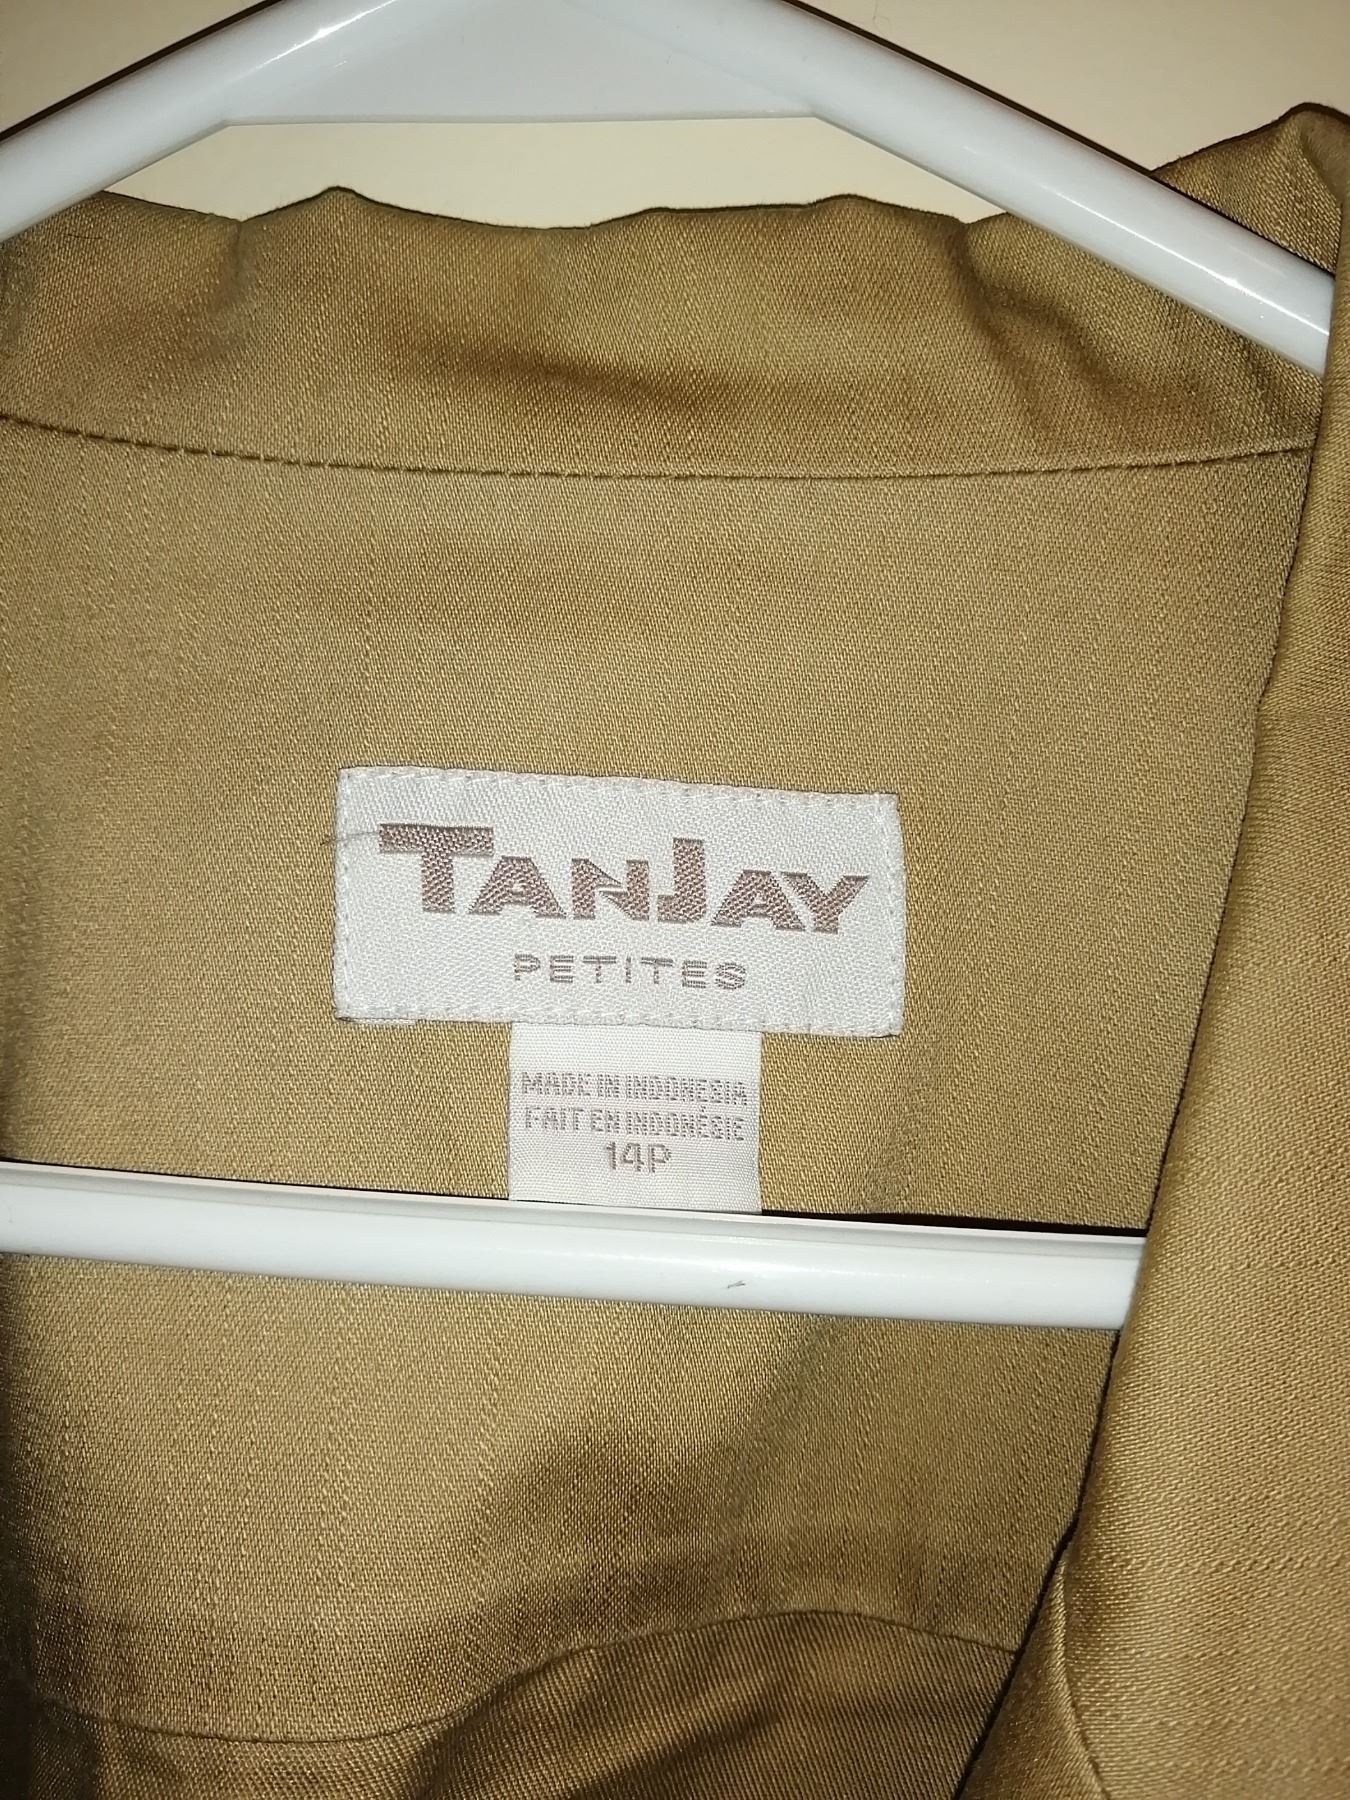 TANJAY
PETITES
MADE IN INDONESIA
FAIT EN INDONÉSIE
14P